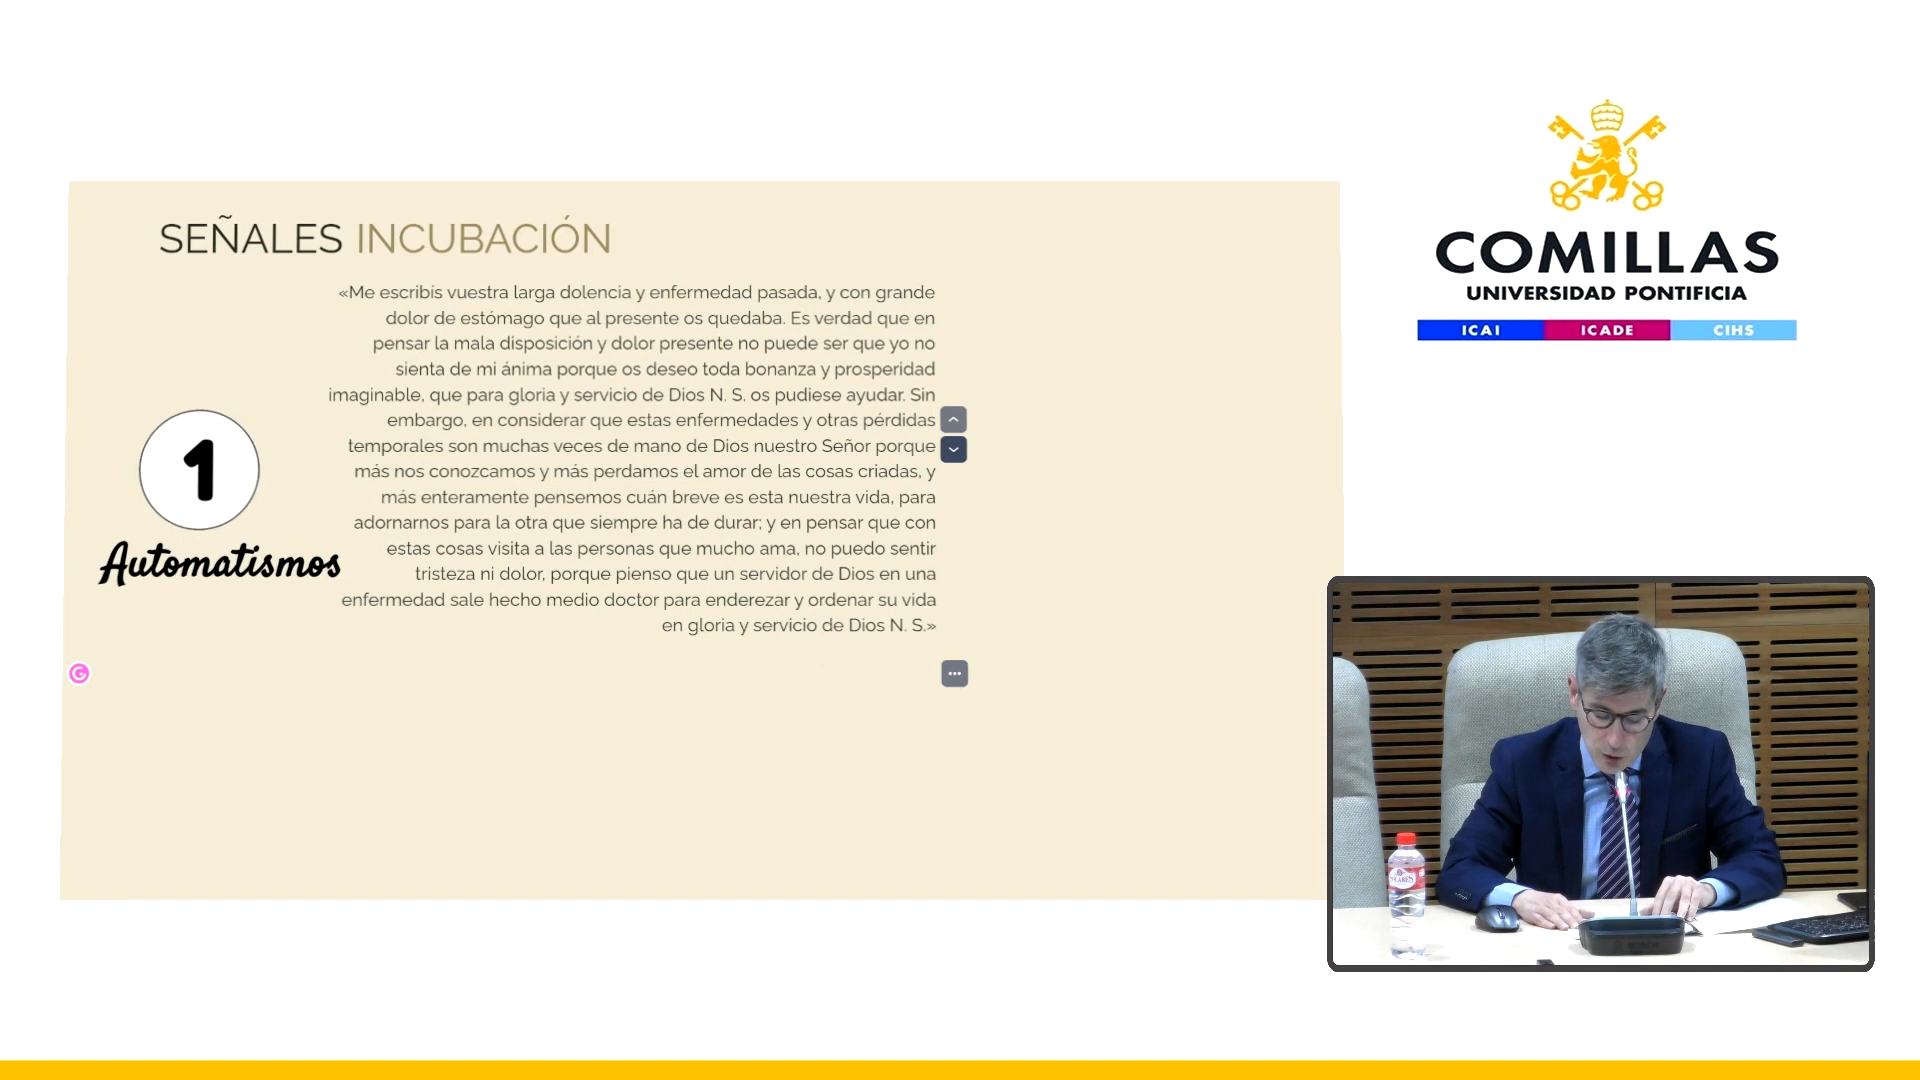 SEÑALES INCUBACIÓN
«Me escribís vuestra larga dolencia y enfermedad pasada, y con grande
dolor de estómago que al presente os quedaba. Es verdad que en
pensar la mala disposición y dolor presente no puede ser que yo no
sienta de mi ánima porque os deseo toda bonanza y prosperidad
imaginable, que para gloria y servicio de Dios N. S. os pudiese ayudar. Sin
embargo, en considerar que estas enfermedades y otras pérdidas
temporales son muchas veces de mano de Dios nuestro Señor porque
más nos conozcamos y más perdamos el amor de las cosas criadas, y
más enteramente pensemos cuán breve es esta nuestra vida, para
adornarnos para la otra que siempre ha de durar; y en pensar que con
estas cosas visita a las personas que mucho ama, no puedo sentir
tristeza ni dolor, porque pienso que un servidor de Dios en una
enfermedad sale hecho medio doctor para enderezar y ordenar su vida
en gloria y servicio de Dios N. S.»
1
Automatismos
COMILLAS
UNIVERSIDAD PONTIFICIA
ICAI ICADE CIHS